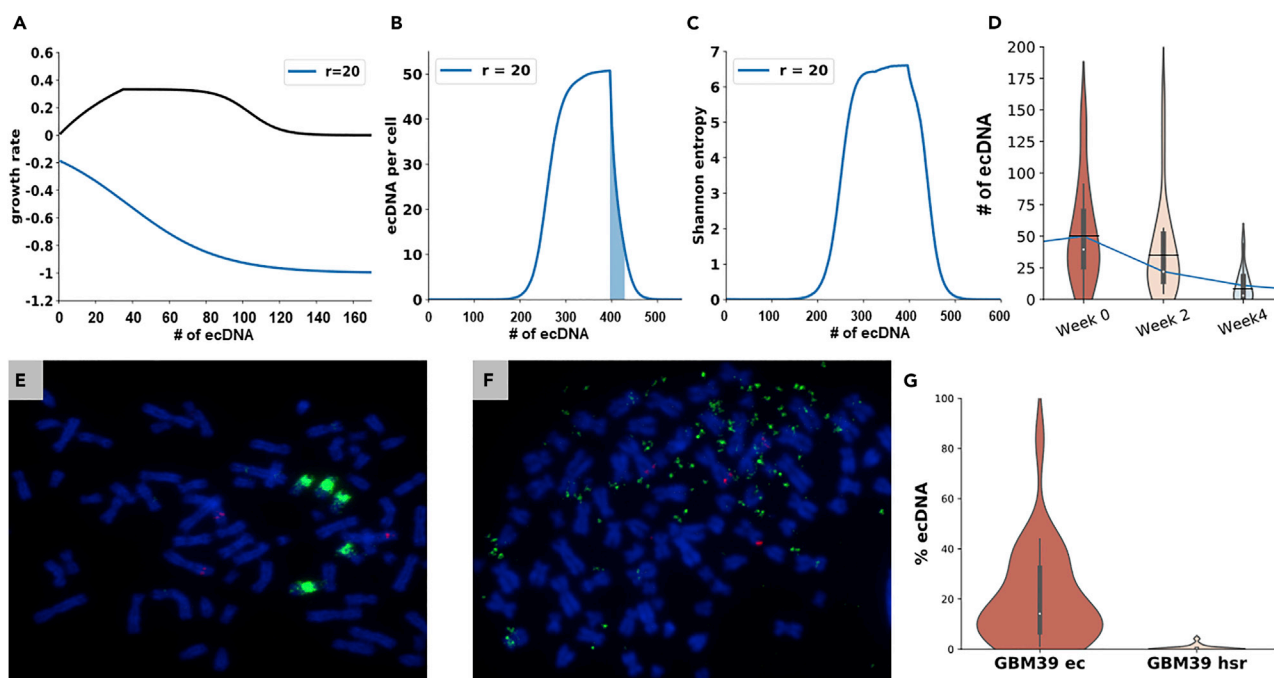 A
growth rate
0.6
0.4
0.2
0
-0.2
-0.4
-0.6
-0.8
-1
-1.2
r=20
0 20 40 60 80 100 120 140 160
# of ecDNA
B
ecDNA per cell
50
40
30
20
10
0
r = 20
0 100 200 300 400 500
# of ecDNA
C
Shannon entropy
7
6
5
4
3
2
1
0
r = 20
0 100 200 300 400 500 600
# of ecDNA
D
# of ecDNA
200
175
150
125
100
75
50
25
0
Week 0 Week 2 Week4
E
F
G
% ecDNA
100
80
60
40
20
0
GBM39 ec GBM39 hsr